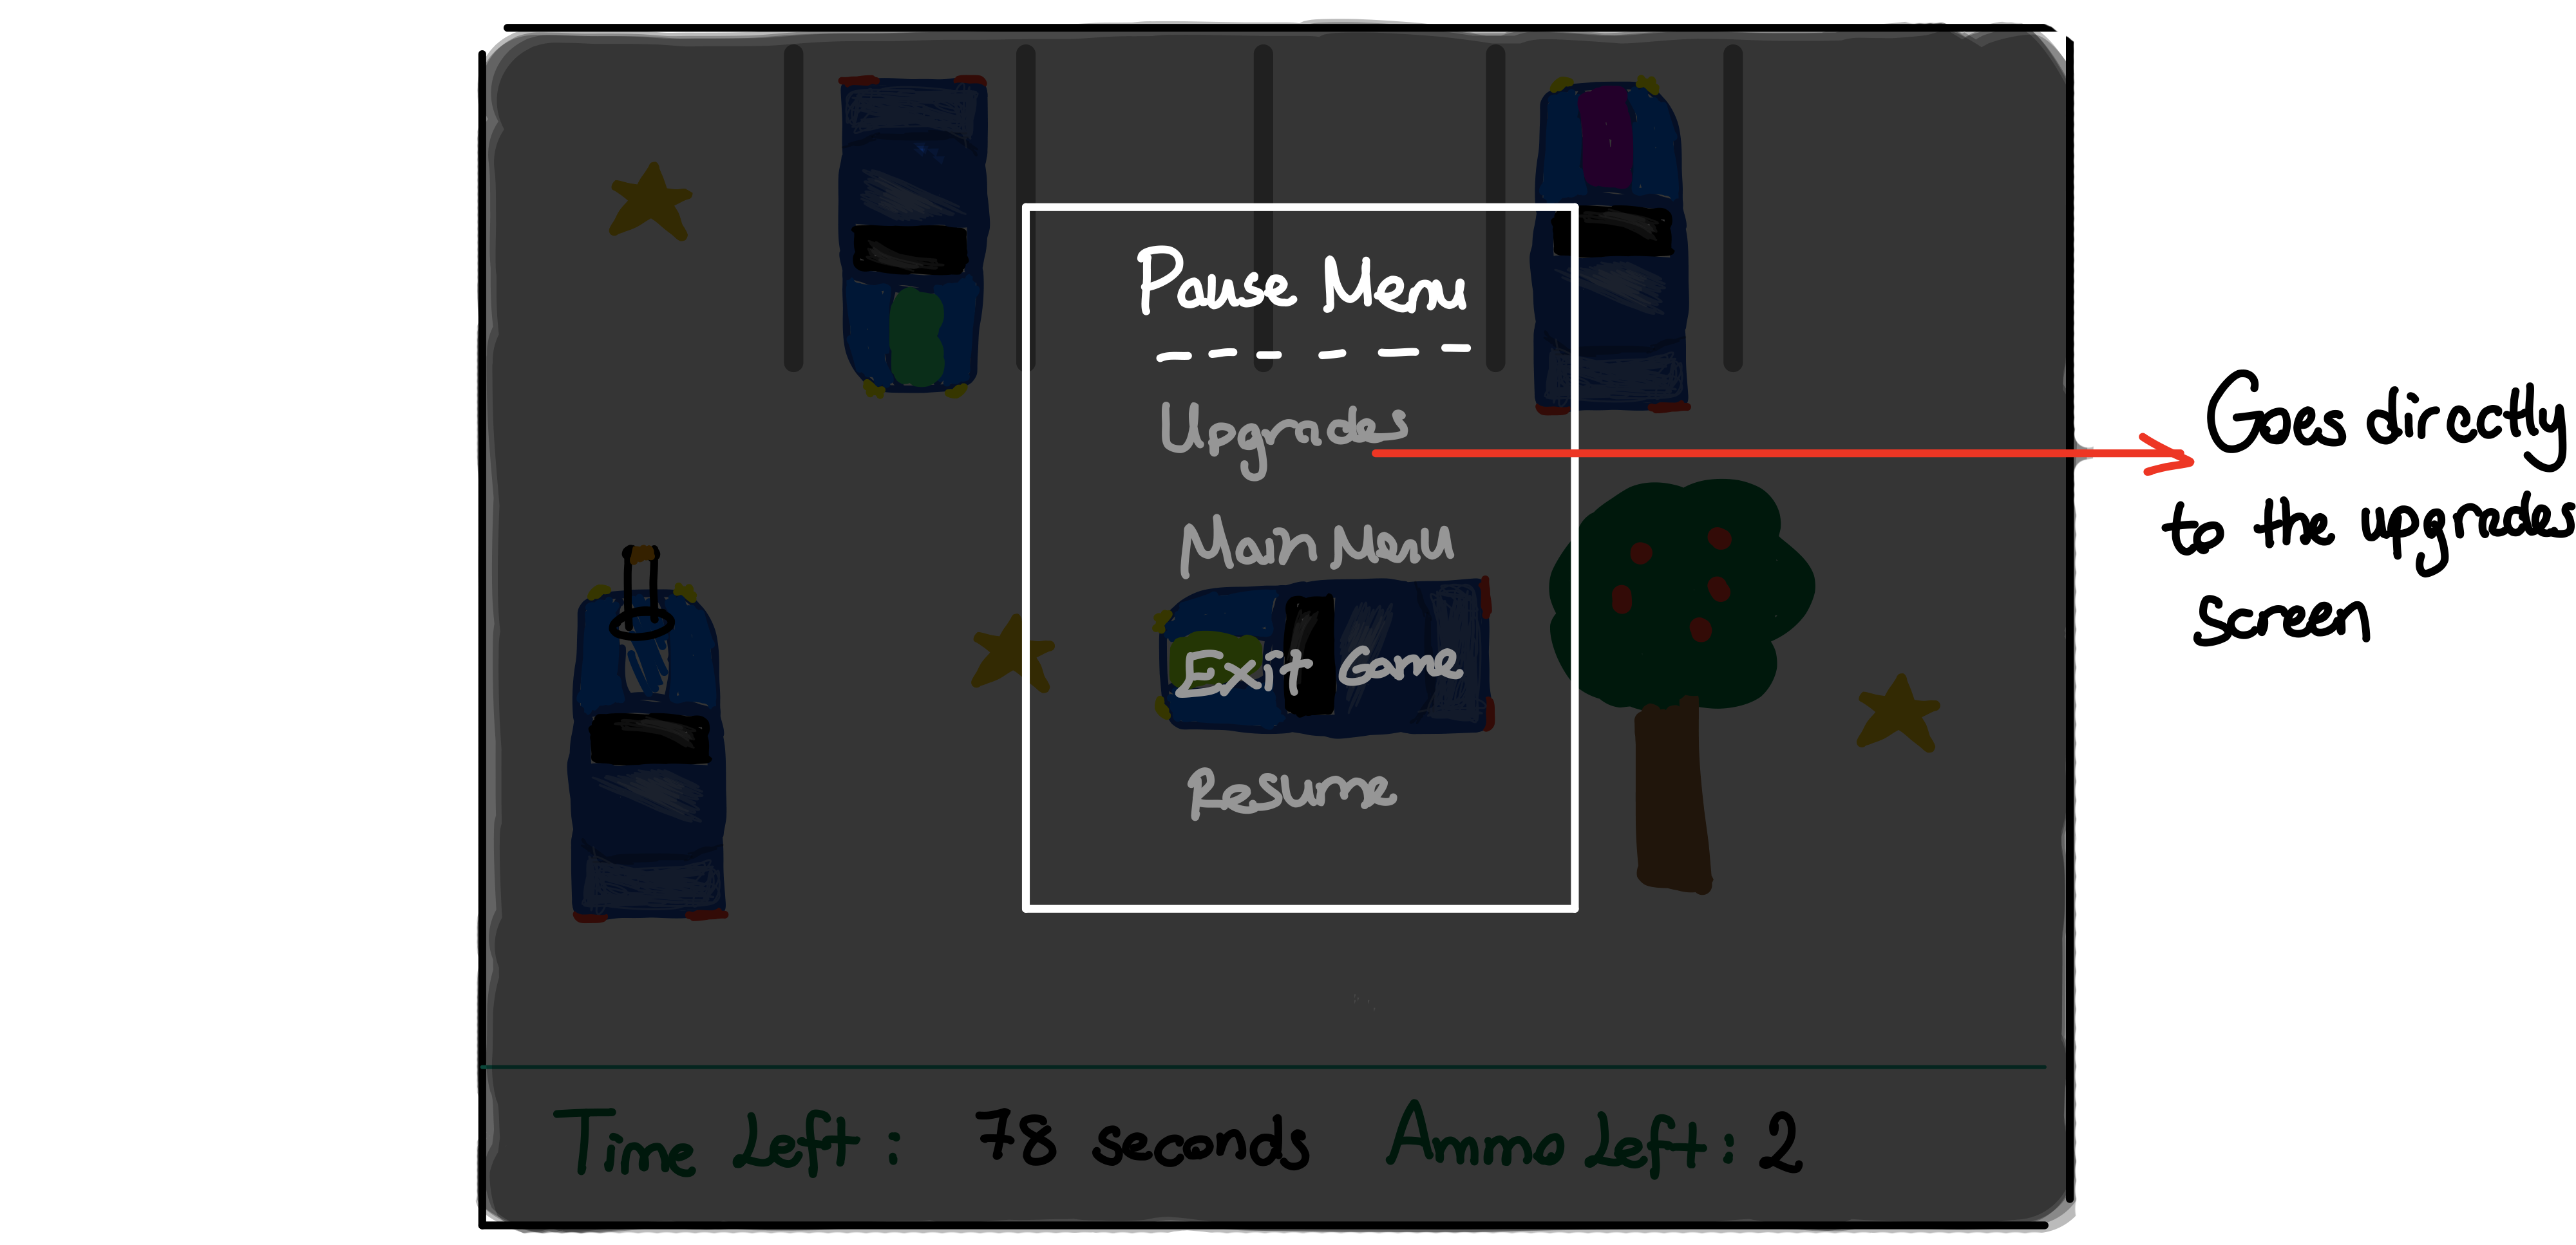 Pause Menu
Upgrades
Main Menu
Exit Game
Resume
Goes directly
to the upgrades
screen
Time Left: 78 seconds Ammo Left: 2